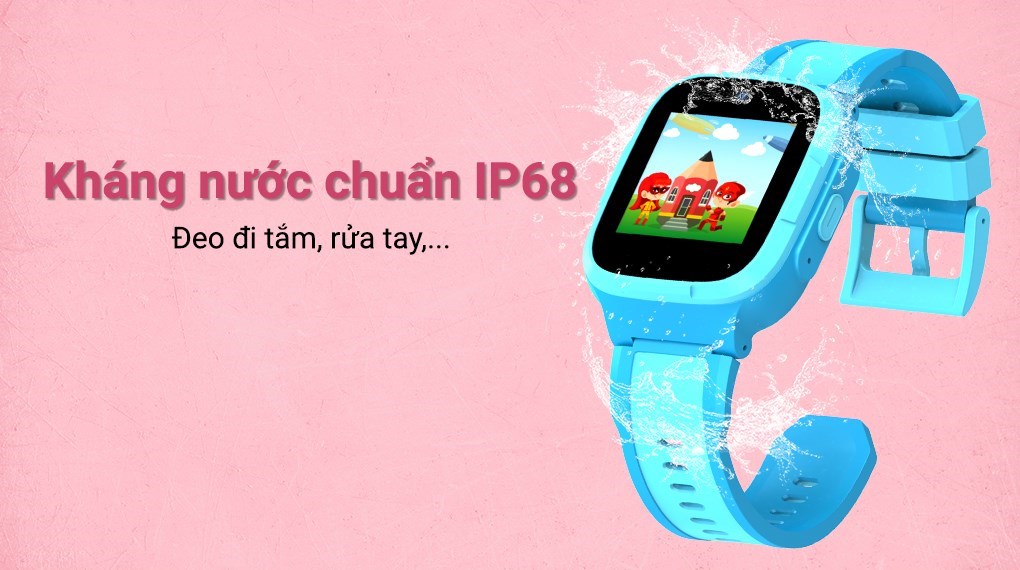 Kháng nước chuẩn IP68
Đeo đi tắm, rửa tay,...